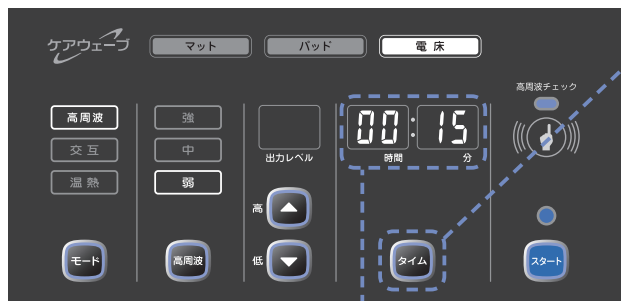 ケアウェーブ
マット
パッド
電床
高周波チェック
高周波
交互
温熱
強
中
弱
出力レベル
00:15
時間
分
高
低
モード
高周波
タイム
スタート